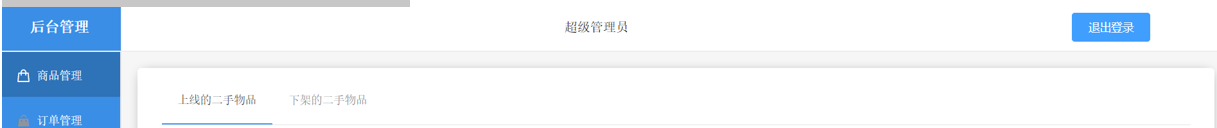 后台管理
超级管理员
退出登录
商品管理
上线的二手物品
下架的二手物品
订单管理